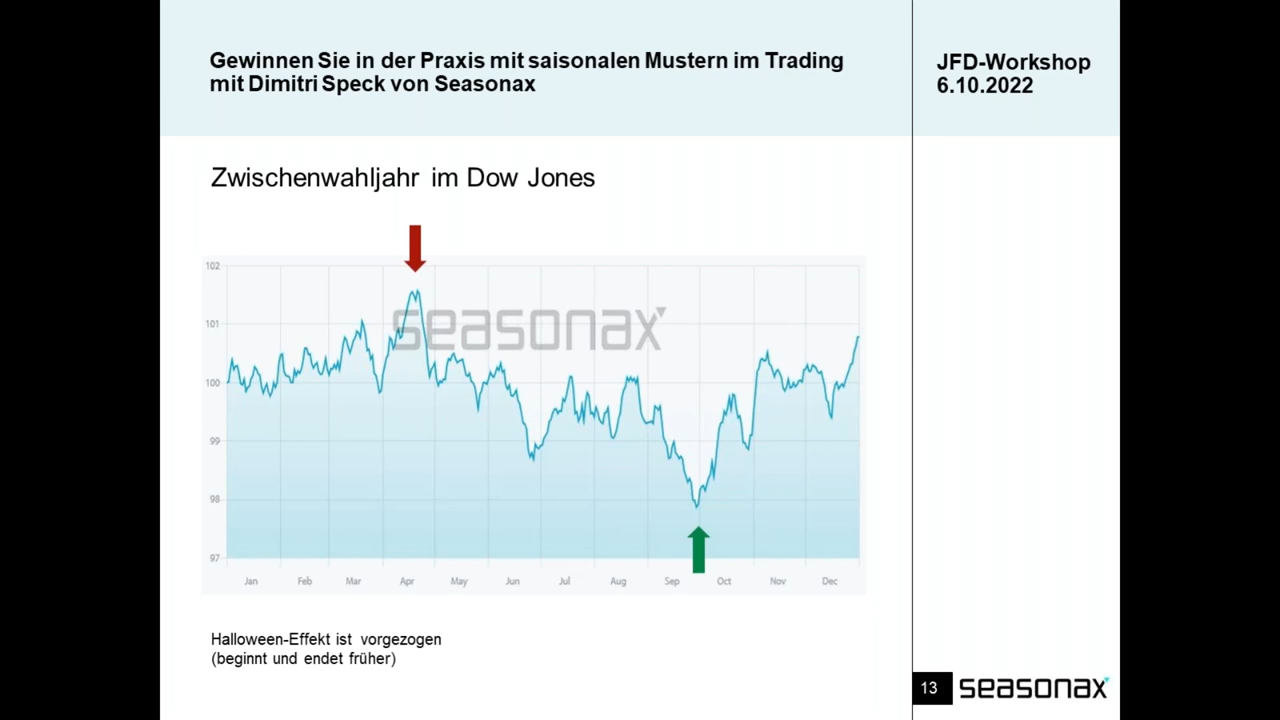 Gewinnen Sie in der Praxis mit saisonalen Mustern im Trading
mit Dimitri Speck von Seasonax
JFD-Workshop
6.10.2022
Zwischenwahljahr im Dow Jones
102
101
100
99
98
97
seasonax
Jan Feb Mar Apr May Jun Jul Aug Sep Oct Nov Dec
Halloween-Effekt ist vorgezogen
(beginnt und endet früher)
13 seasonax